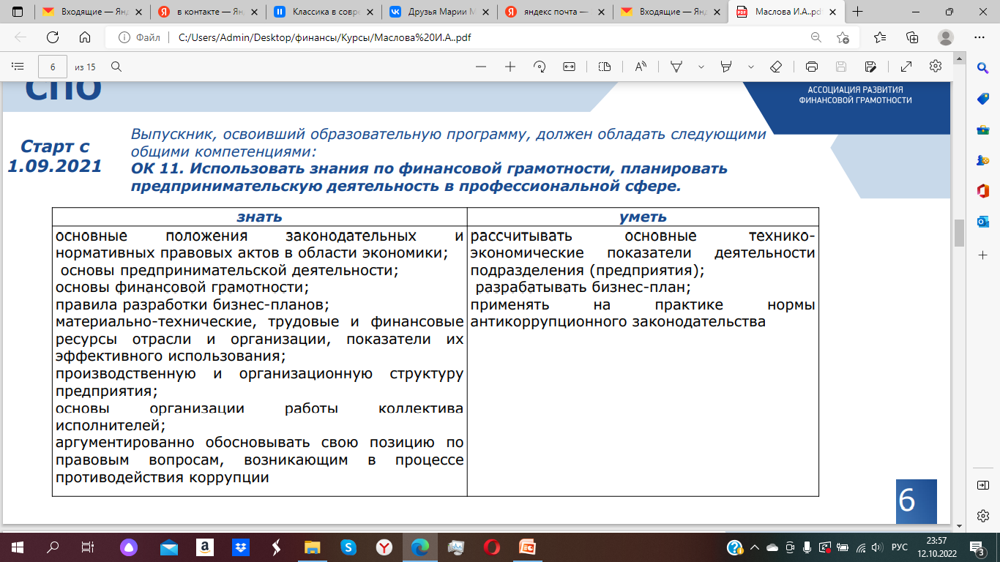 Входящие — Янд
в контакте — Ян
Классика в совре
Друзья Марии М
яндекс почта —
Входящие — Янд
Маслова И.А..pd
Файл
C:/Users/Admin/Desktop/финансы/Курсы/Маслова%20И.А..pdf
6 из 15
СПО
АССОЦИАЦИЯ РАЗВИТИЯ
ФИНАНСОВОЙ ГРАМОТНОСТИ
Старт с
1.09.2021
Выпускник, освоивший образовательную программу, должен обладать следующими
общими компетенциями:
ОК 11. Использовать знания по финансовой грамотности, планировать
предпринимательскую деятельность в профессиональной сфере.
знать
основные положения законодательных и
нормативных правовых актов в области экономики;
основы предпринимательской деятельности;
основы финансовой грамотности;
правила разработки бизнес-планов;
материально-технические, трудовые и финансовые
ресурсы отрасли и организации, показатели их
эффективного использования;
производственную и организационную структуру
предприятия;
основы организации работы коллектива
исполнителей;
аргументированно обосновывать свою позицию по
правовым вопросам, возникающим в процессе
противодействия коррупции
уметь
рассчитывать основные технико-
экономические показатели деятельности
подразделения (предприятия);
разрабатывать бизнес-план;
применять на практике нормы
антикоррупционного законодательства
6
РУС
23:57
12.10.2022
3